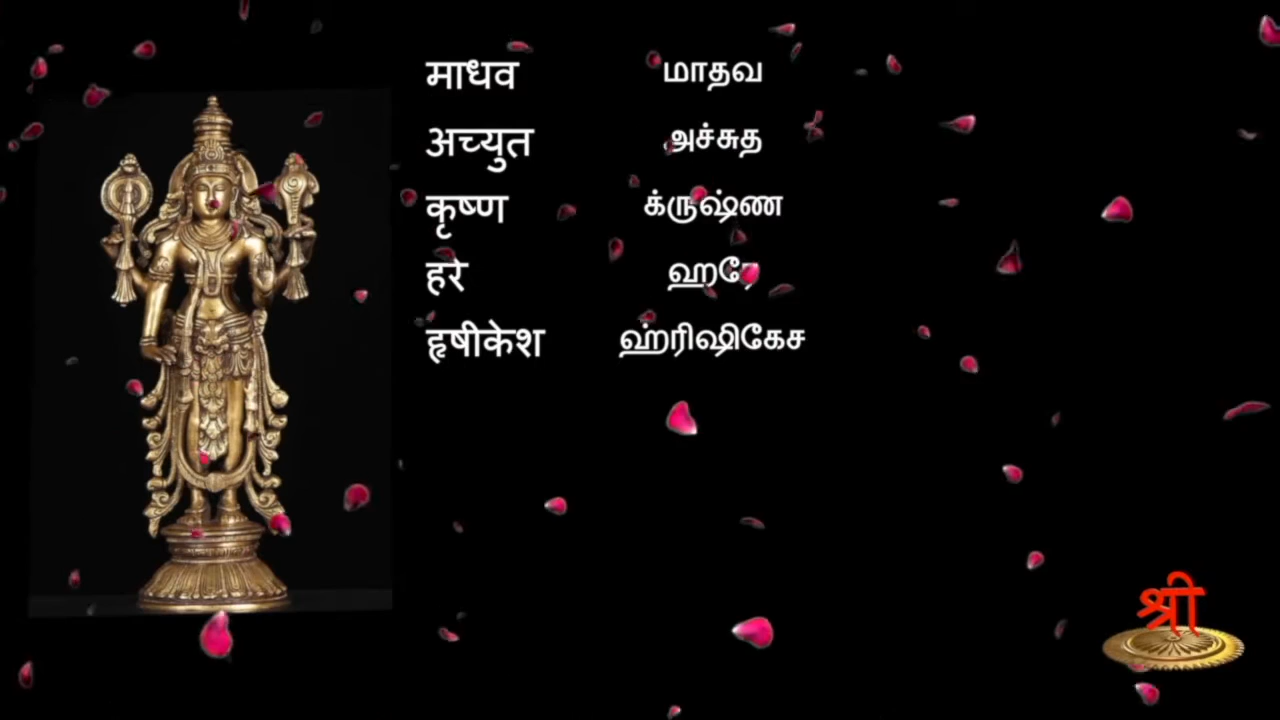 माधव மாதவ
अच्युत அச்சுத
कृष्ण க்ருஷ்ண
हरे ஹரே
हृषीकेश ஹ்ரிஷிகேச
श्री